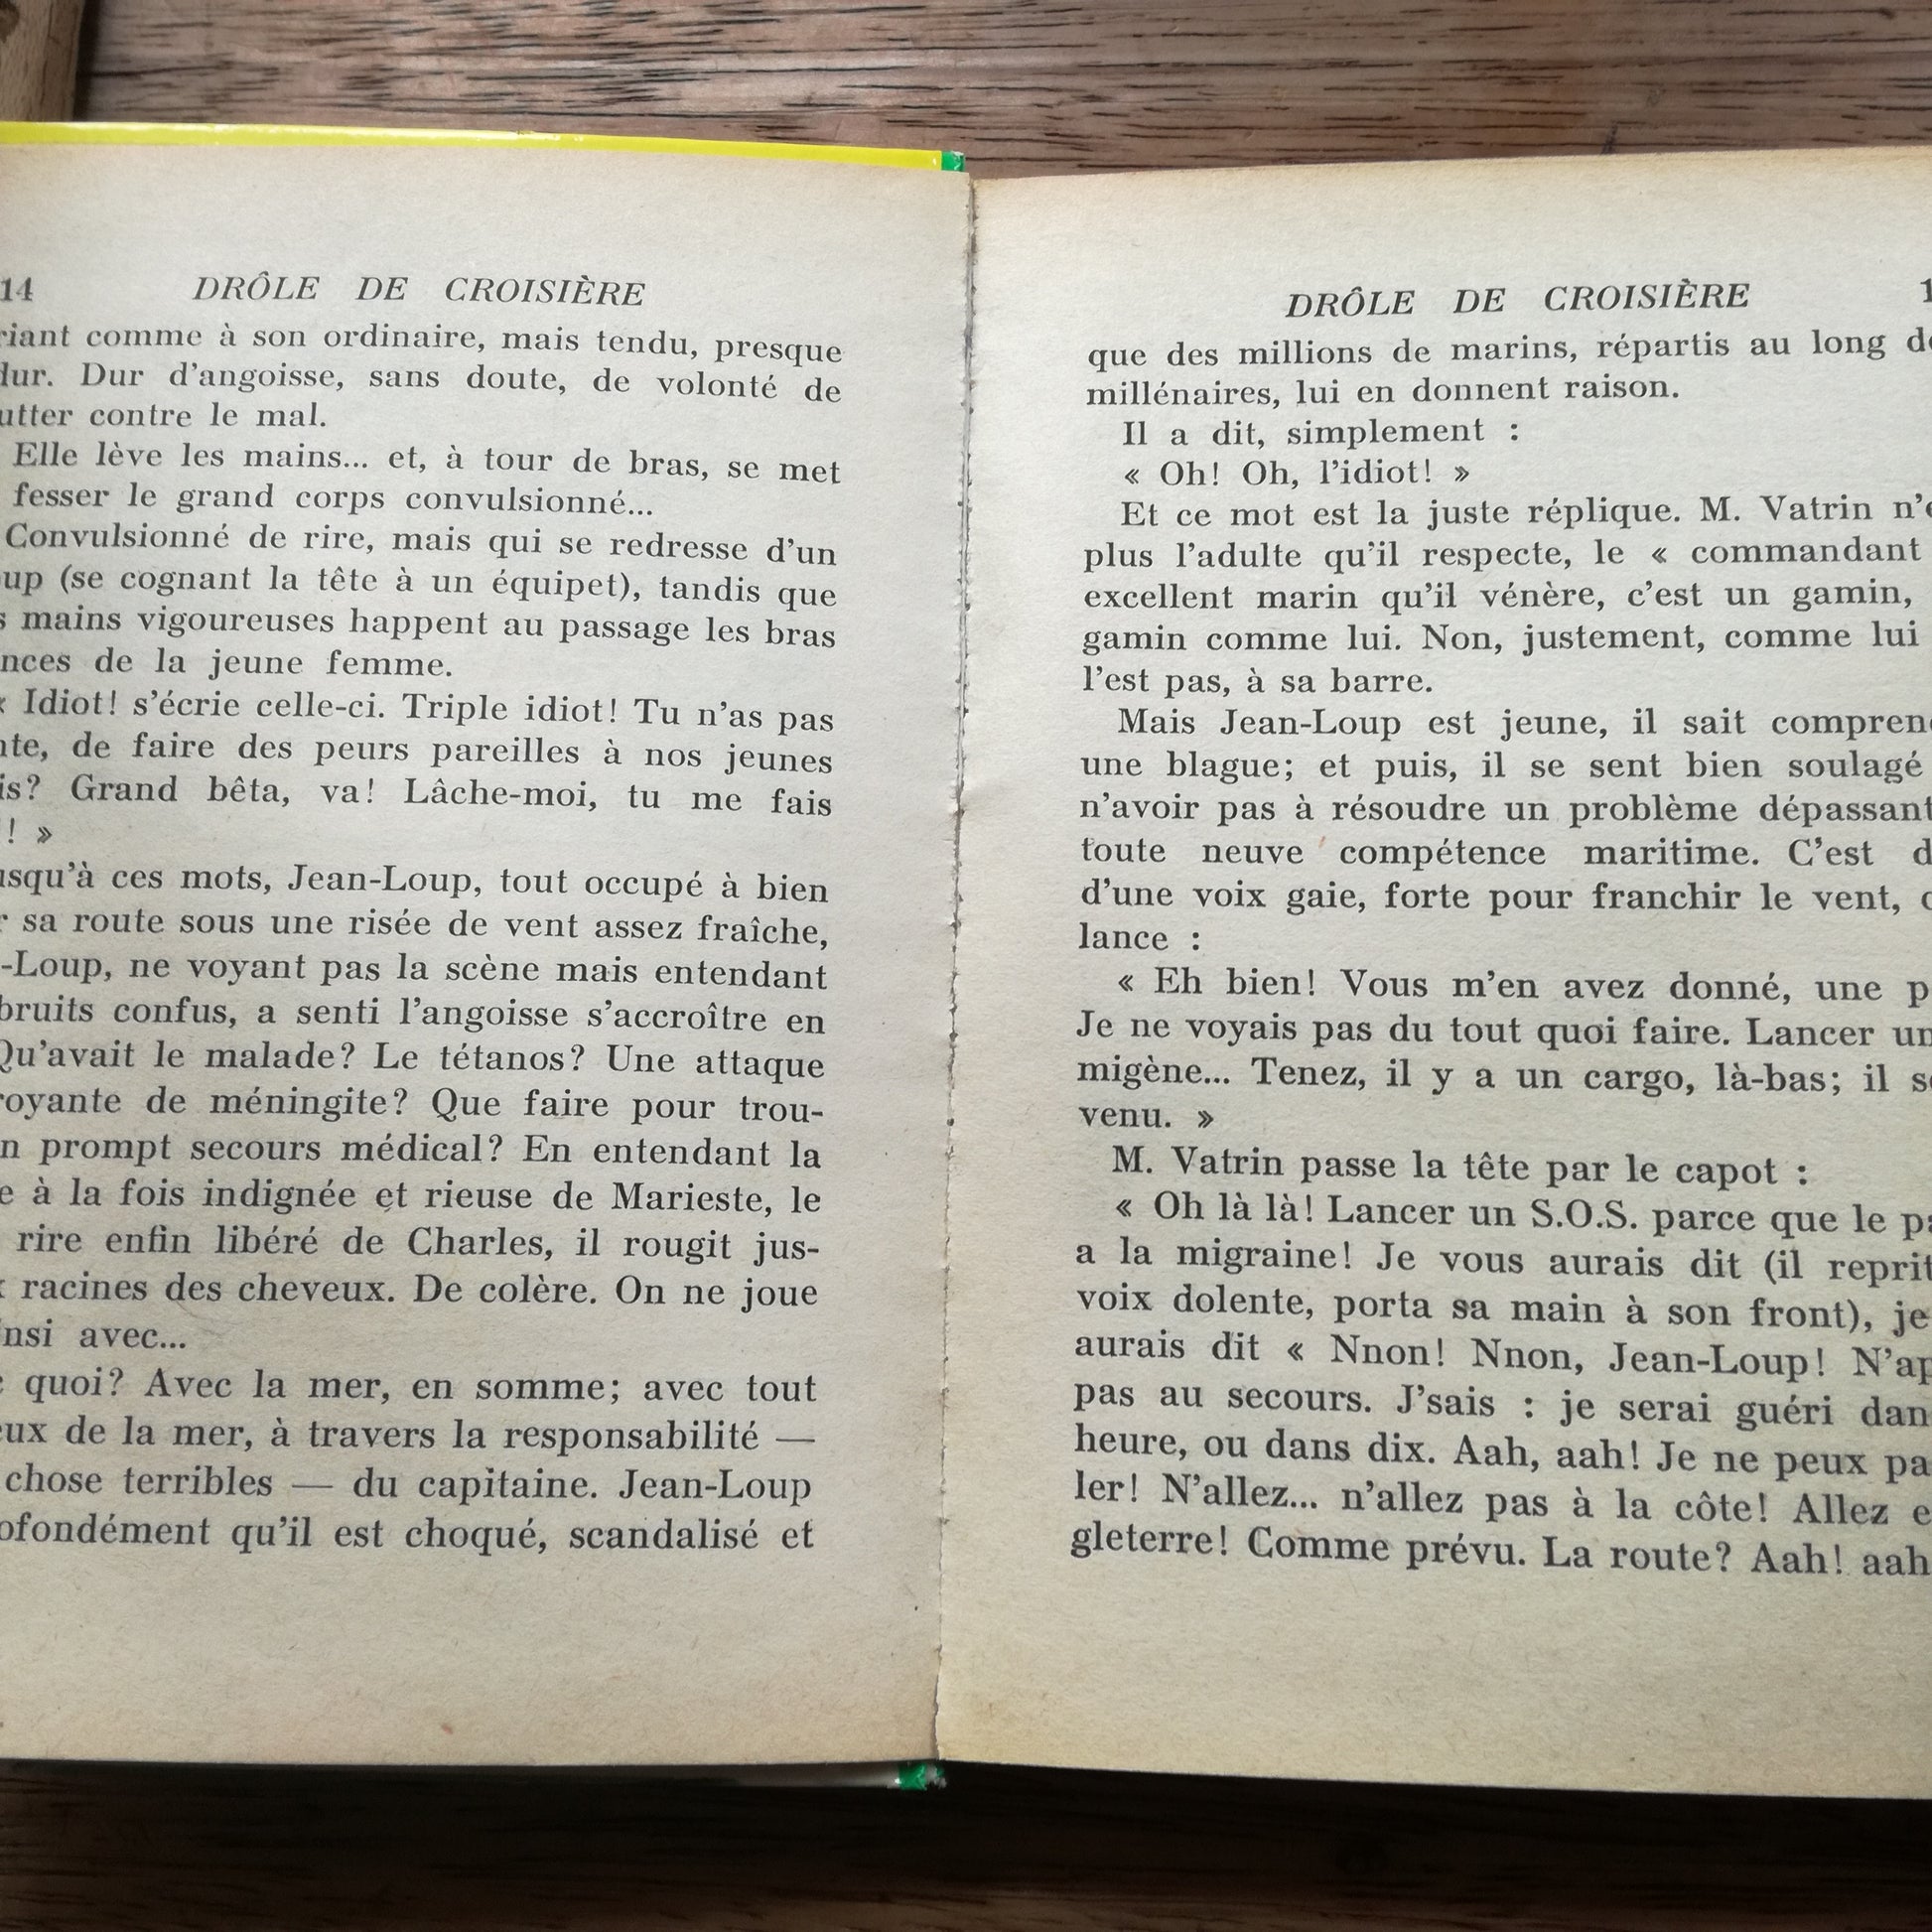 14 DRÔLE DE CROISIÈRE
comme à son ordinaire, mais tendu, presque
dur. Dur d'angoisse, sans doute, de volonté de
contre le mal.
Elle lève les mains... et, à tour de bras, se met
fesser le grand corps convulsionné...
Convulsionné de rire, mais qui se redresse d'un
(se cognant la tête à un équipet), tandis que
mains vigoureuses happent au passage les bras
de la jeune femme.
« Idiot! s'écrie celle-ci. Triple idiot! Tu n'as pas
de faire des peurs pareilles à nos jeunes
Grand bêta, va! Lâche-moi, tu me fais
! »
à ces mots, Jean-Loup, tout occupé à bien
sa route sous une risée de vent assez fraîche,
-Loup, ne voyant pas la scène mais entendant
bruits confus, a senti l'angoisse s'accroître en
Qu'avait le malade? Le tétanos? Une attaque
de méningite? Que faire pour trou-
prompt secours médical? En entendant la
à la fois indignée et rieuse de Marieste, le
rire enfin libéré de Charles, il rougit jus-
racines des cheveux. De colère. On ne joue
avec...
quoi? Avec la mer, en somme; avec tout
de la mer, à travers la responsabilité —
chose terribles — du capitaine. Jean-Loup
qu'il est choqué, scandalisé et
DRÔLE DE CROISIÈRE
que des millions de marins, répartis au long
millénaires, lui en donnent raison.
Il a dit, simplement :
« Oh! Oh, l'idiot! »
Et ce mot est la juste réplique. M. Vatrin
plus l'adulte qu'il respecte, le « commandant
excellent marin qu'il vénère, c'est un gamin,
gamin comme lui. Non, justement, comme lui
l'est pas, à sa barre.
Mais Jean-Loup est jeune, il sait
une blague; et puis, il se sent bien soulagé
n'avoir pas à résoudre un problème dépassant
toute neuve compétence maritime. C'est
d'une voix gaie, forte pour franchir le vent,
lance :
« Eh bien! Vous m'en avez donné, une
Je ne voyais pas du tout quoi faire. Lancer
migène... Tenez, il y a un cargo, là-bas; il
venu. »
M. Vatrin passe la tête par le capot :
« Oh là là! Lancer un S.O.S. parce que le
a la migraine! Je vous aurais dit (il reprit
voix dolente, porta sa main à son front), je
aurais dit « Nnon! Nnon, Jean-Loup!
pas au secours. J'sais : je serai guéri
heure, ou dans dix. Aah, aah! Je ne peux
ler! N'allez... n'allez pas à la côte! Allez
gleterre! Comme prévu. La route? Aah! aah